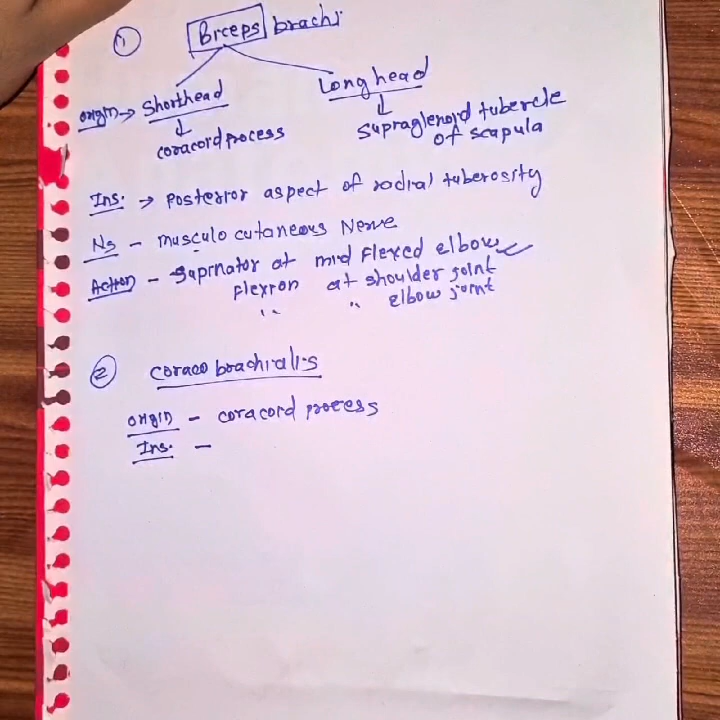 ① Biceps brachi
Origin → Shorthead Long head
↓ ↓
coracoid process supraglenoid tubercle
of scapula
Ins. → posterior aspect of radial tuberosity
Ns - musculo cutaneous Nerve
Action - Supinator at mid flexed elbow ✓
Flexion at shoulder joint
" " elbow joint
② coraco brachialis
origin - coracoid process
Ins. -